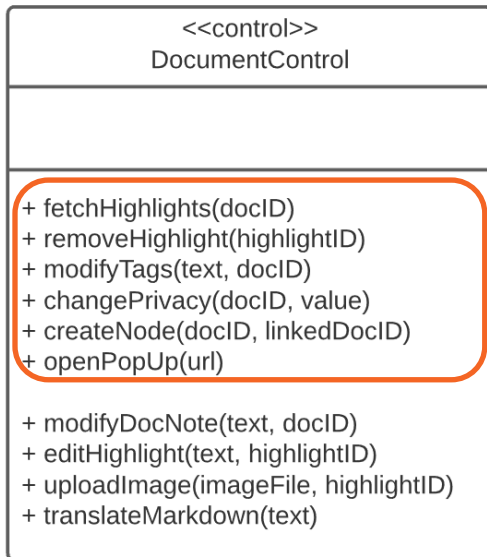 <<control>>
DocumentControl
+ fetchHighlights(docID)
+ removeHighlight(highlightID)
+ modifyTags(text, docID)
+ changePrivacy(docID, value)
+ createNode(docID, linkedDocID)
+ openPopUp(url)
+ modifyDocNote(text, docID)
+ editHighlight(text, highlightID)
+ uploadImage(imageFile, highlightID)
+ translateMarkdown(text)